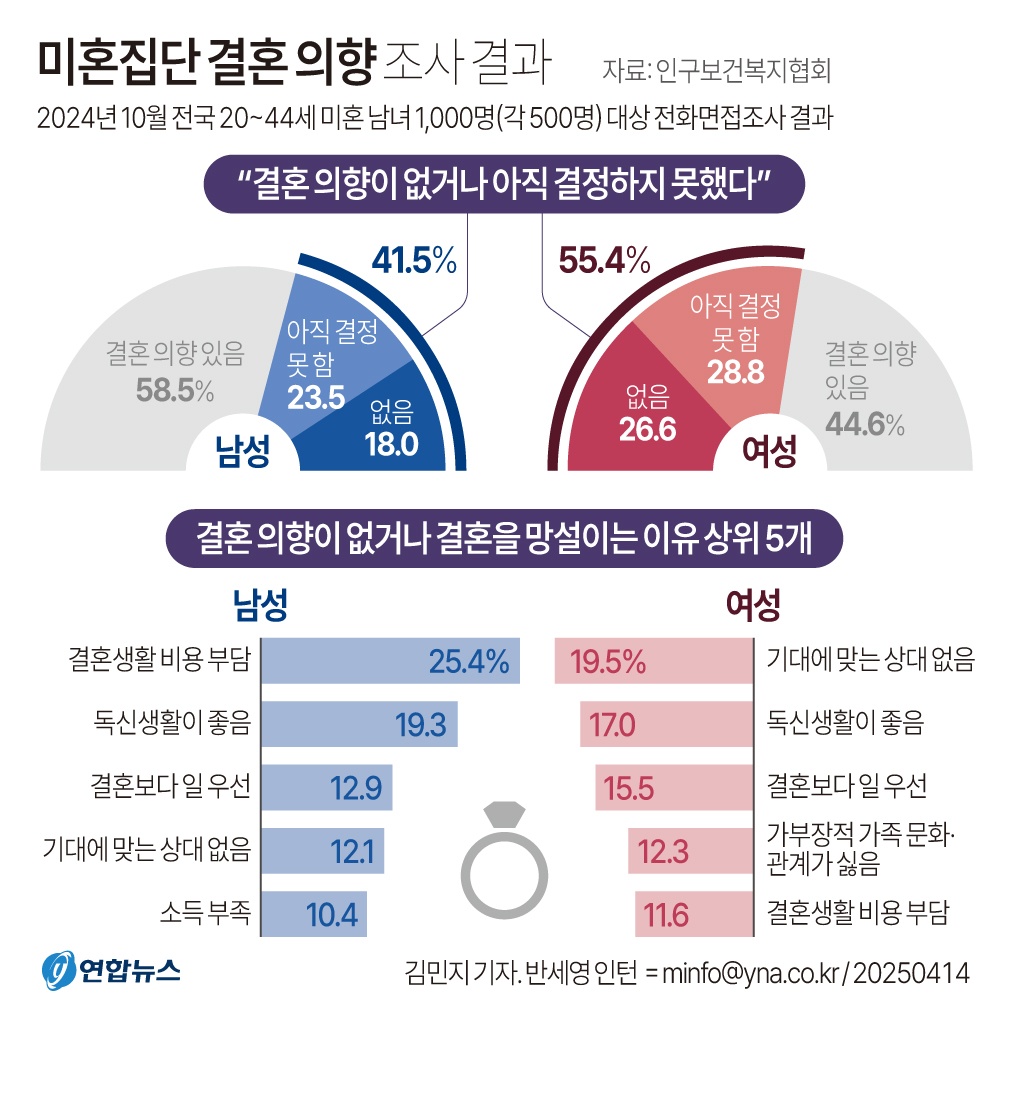 미혼집단 결혼 의향 조사 결과
자료: 인구보건복지협회
2024년 10월 전국 20~44세 미혼 남녀 1,000명(각 500명) 대상 전화면접조사 결과
“결혼 의향이 없거나 아직 결정하지 못했다”
41.5%
결혼 의향 있음
58.5%
아직 결정
못 함
23.5
없음
18.0
남성
55.4%
없음
26.6
아직 결정
못 함
28.8
결혼 의향
있음
44.6%
여성
결혼 의향이 없거나 결혼을 망설이는 이유 상위 5개
남성
결혼생활 비용 부담 25.4%
독신생활이 좋음 19.3
결혼보다 일 우선 12.9
기대에 맞는 상대 없음 12.1
소득 부족 10.4
여성
19.5% 기대에 맞는 상대 없음
17.0 독신생활이 좋음
15.5 결혼보다 일 우선
12.3 가부장적 가족 문화·
관계가 싫음
11.6 결혼생활 비용 부담
y 연합뉴스
김민지 기자. 반세영 인턴 = minfo@yna.co.kr / 20250414